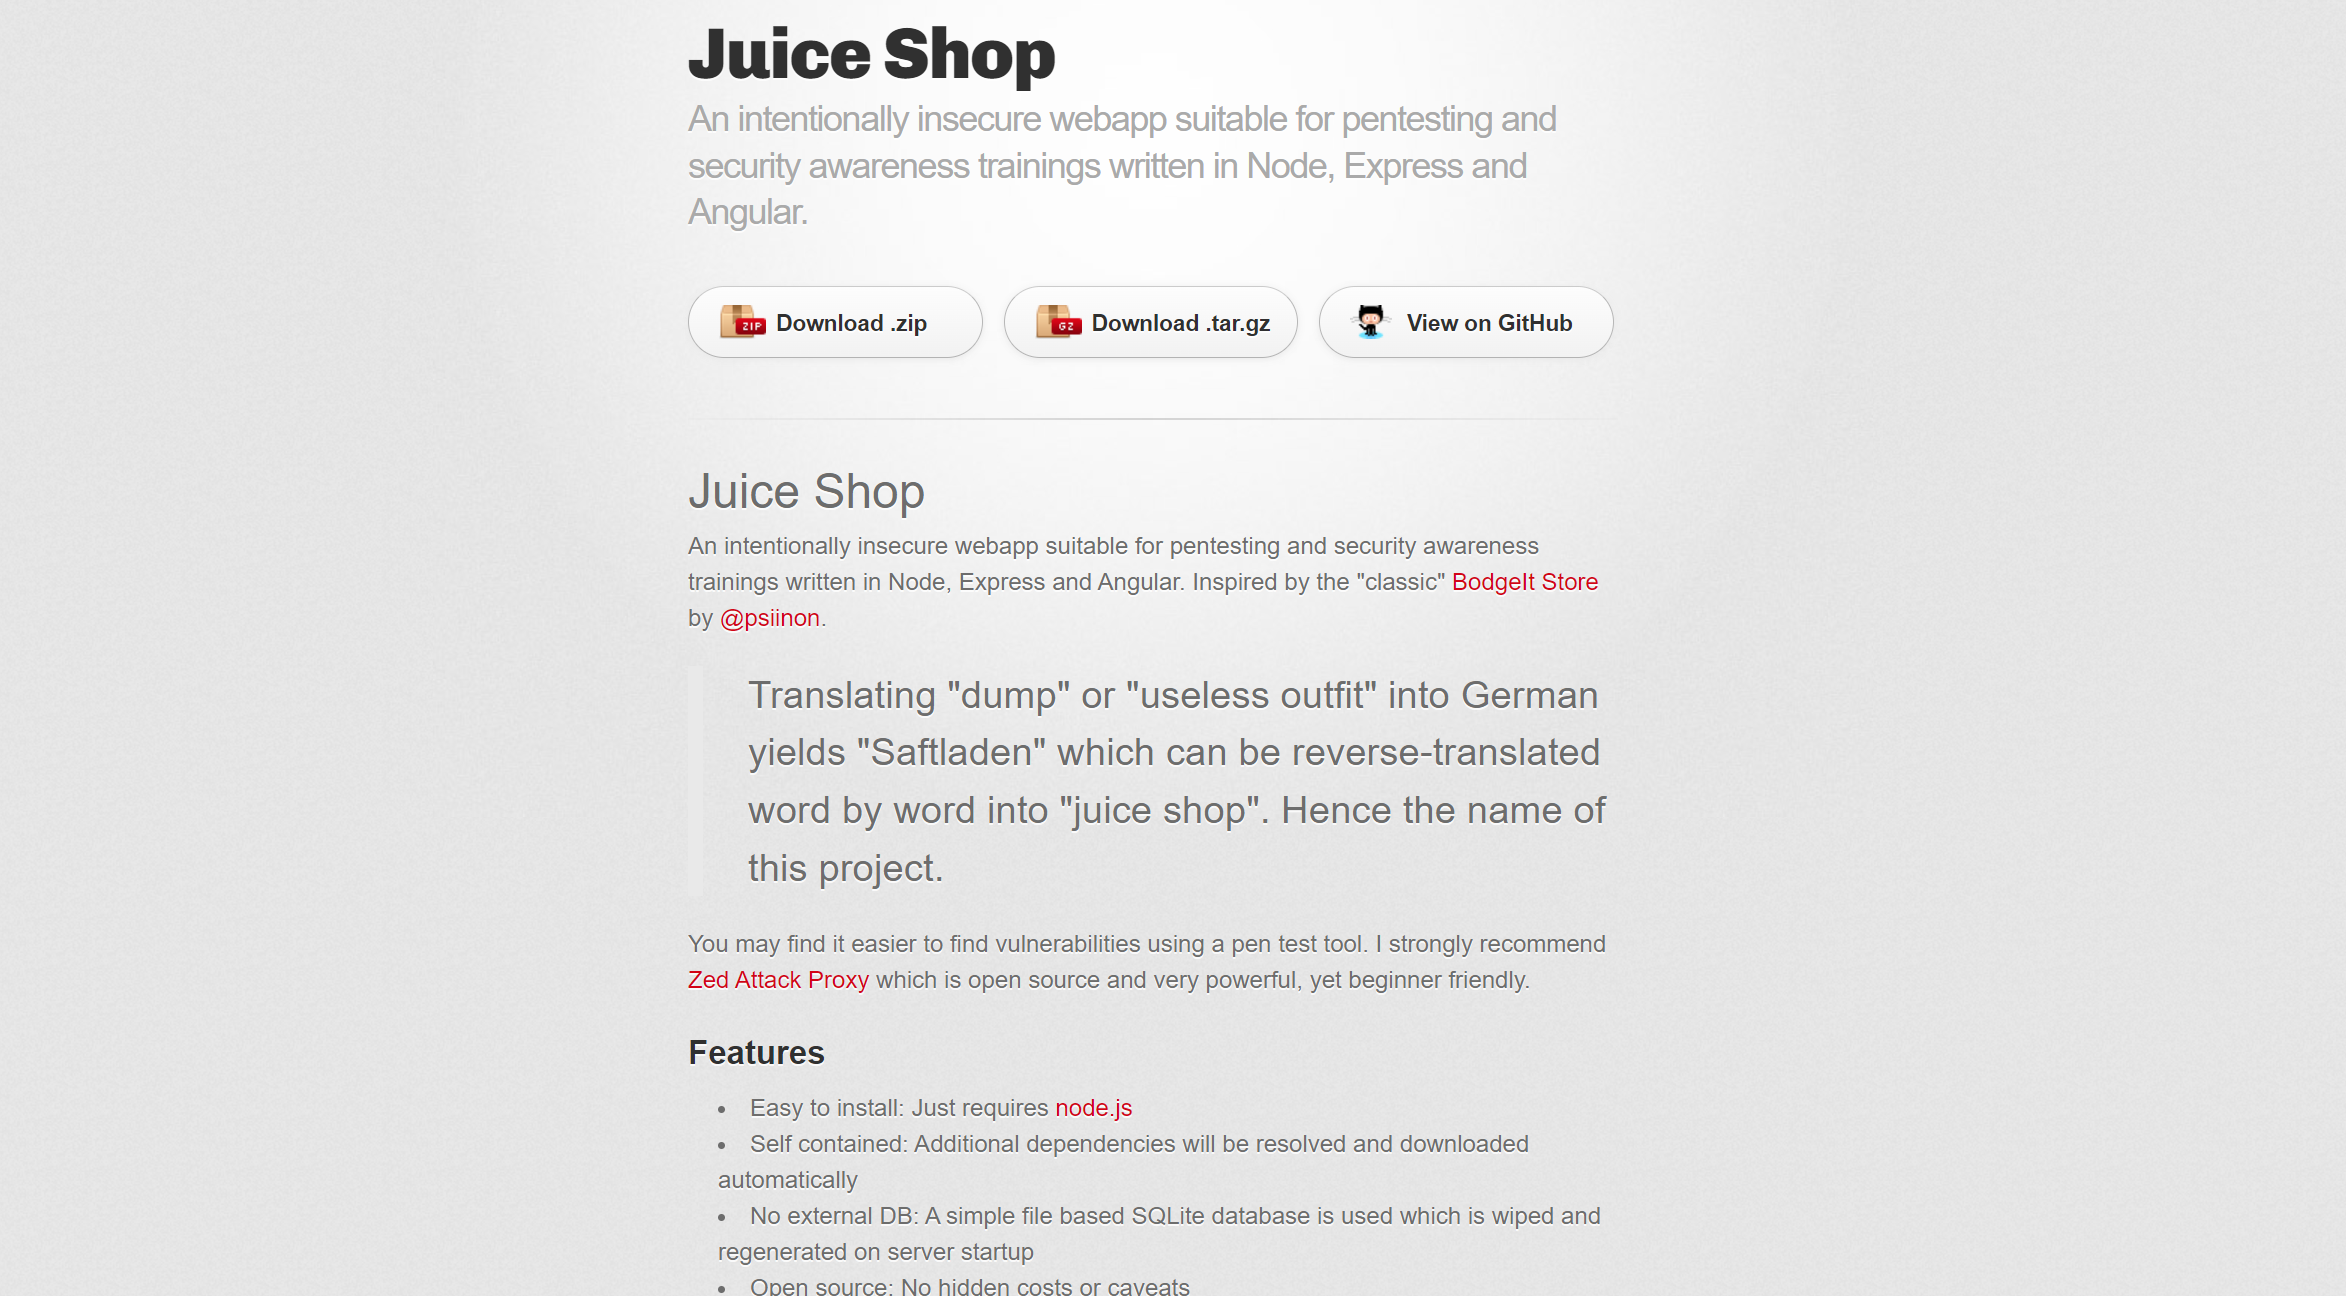 Juice Shop
An intentionally insecure webapp suitable for pentesting and
security awareness trainings written in Node, Express and
Angular.
ZIP Download .zip
GZ Download .tar.gz
View on GitHub
Juice Shop
An intentionally insecure webapp suitable for pentesting and security awareness
trainings written in Node, Express and Angular. Inspired by the "classic" BodgeIt Store
by @psiinon.
Translating "dump" or "useless outfit" into German
yields "Saftladen" which can be reverse-translated
word by word into "juice shop". Hence the name of
this project.
You may find it easier to find vulnerabilities using a pen test tool. I strongly recommend
Zed Attack Proxy which is open source and very powerful, yet beginner friendly.
Features
• Easy to install: Just requires node.js
• Self contained: Additional dependencies will be resolved and downloaded
automatically
• No external DB: A simple file based SQLite database is used which is wiped and
regenerated on server startup
• Open source: No hidden costs or caveats